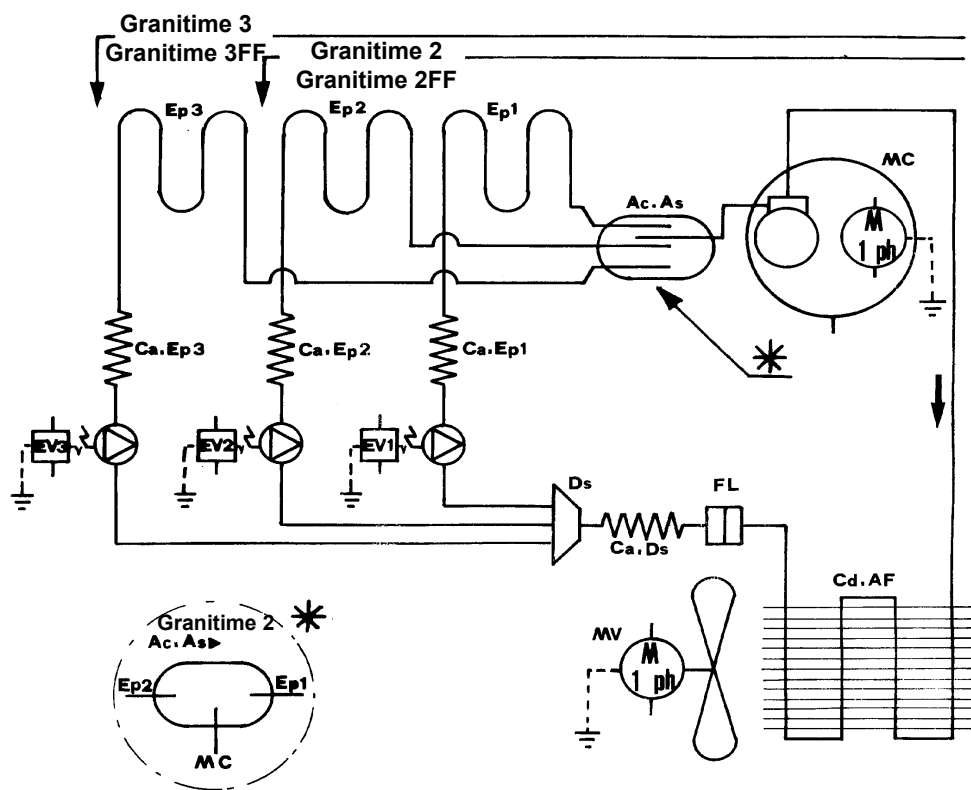 Granitime 3
Granitime 3FF
Granitime 2
Granitime 2FF
Ep3
Ep2
Ep1
MC
Ac.As
M
1 ph
Ca.Ep3
Ca.Ep2
Ca.Ep1
EV3
EV2
EV1
Ds
FL
Ca.Ds
Cd.AF
MV
M
1 ph
Granitime 2
Ac.As
Ep2
Ep1
MC